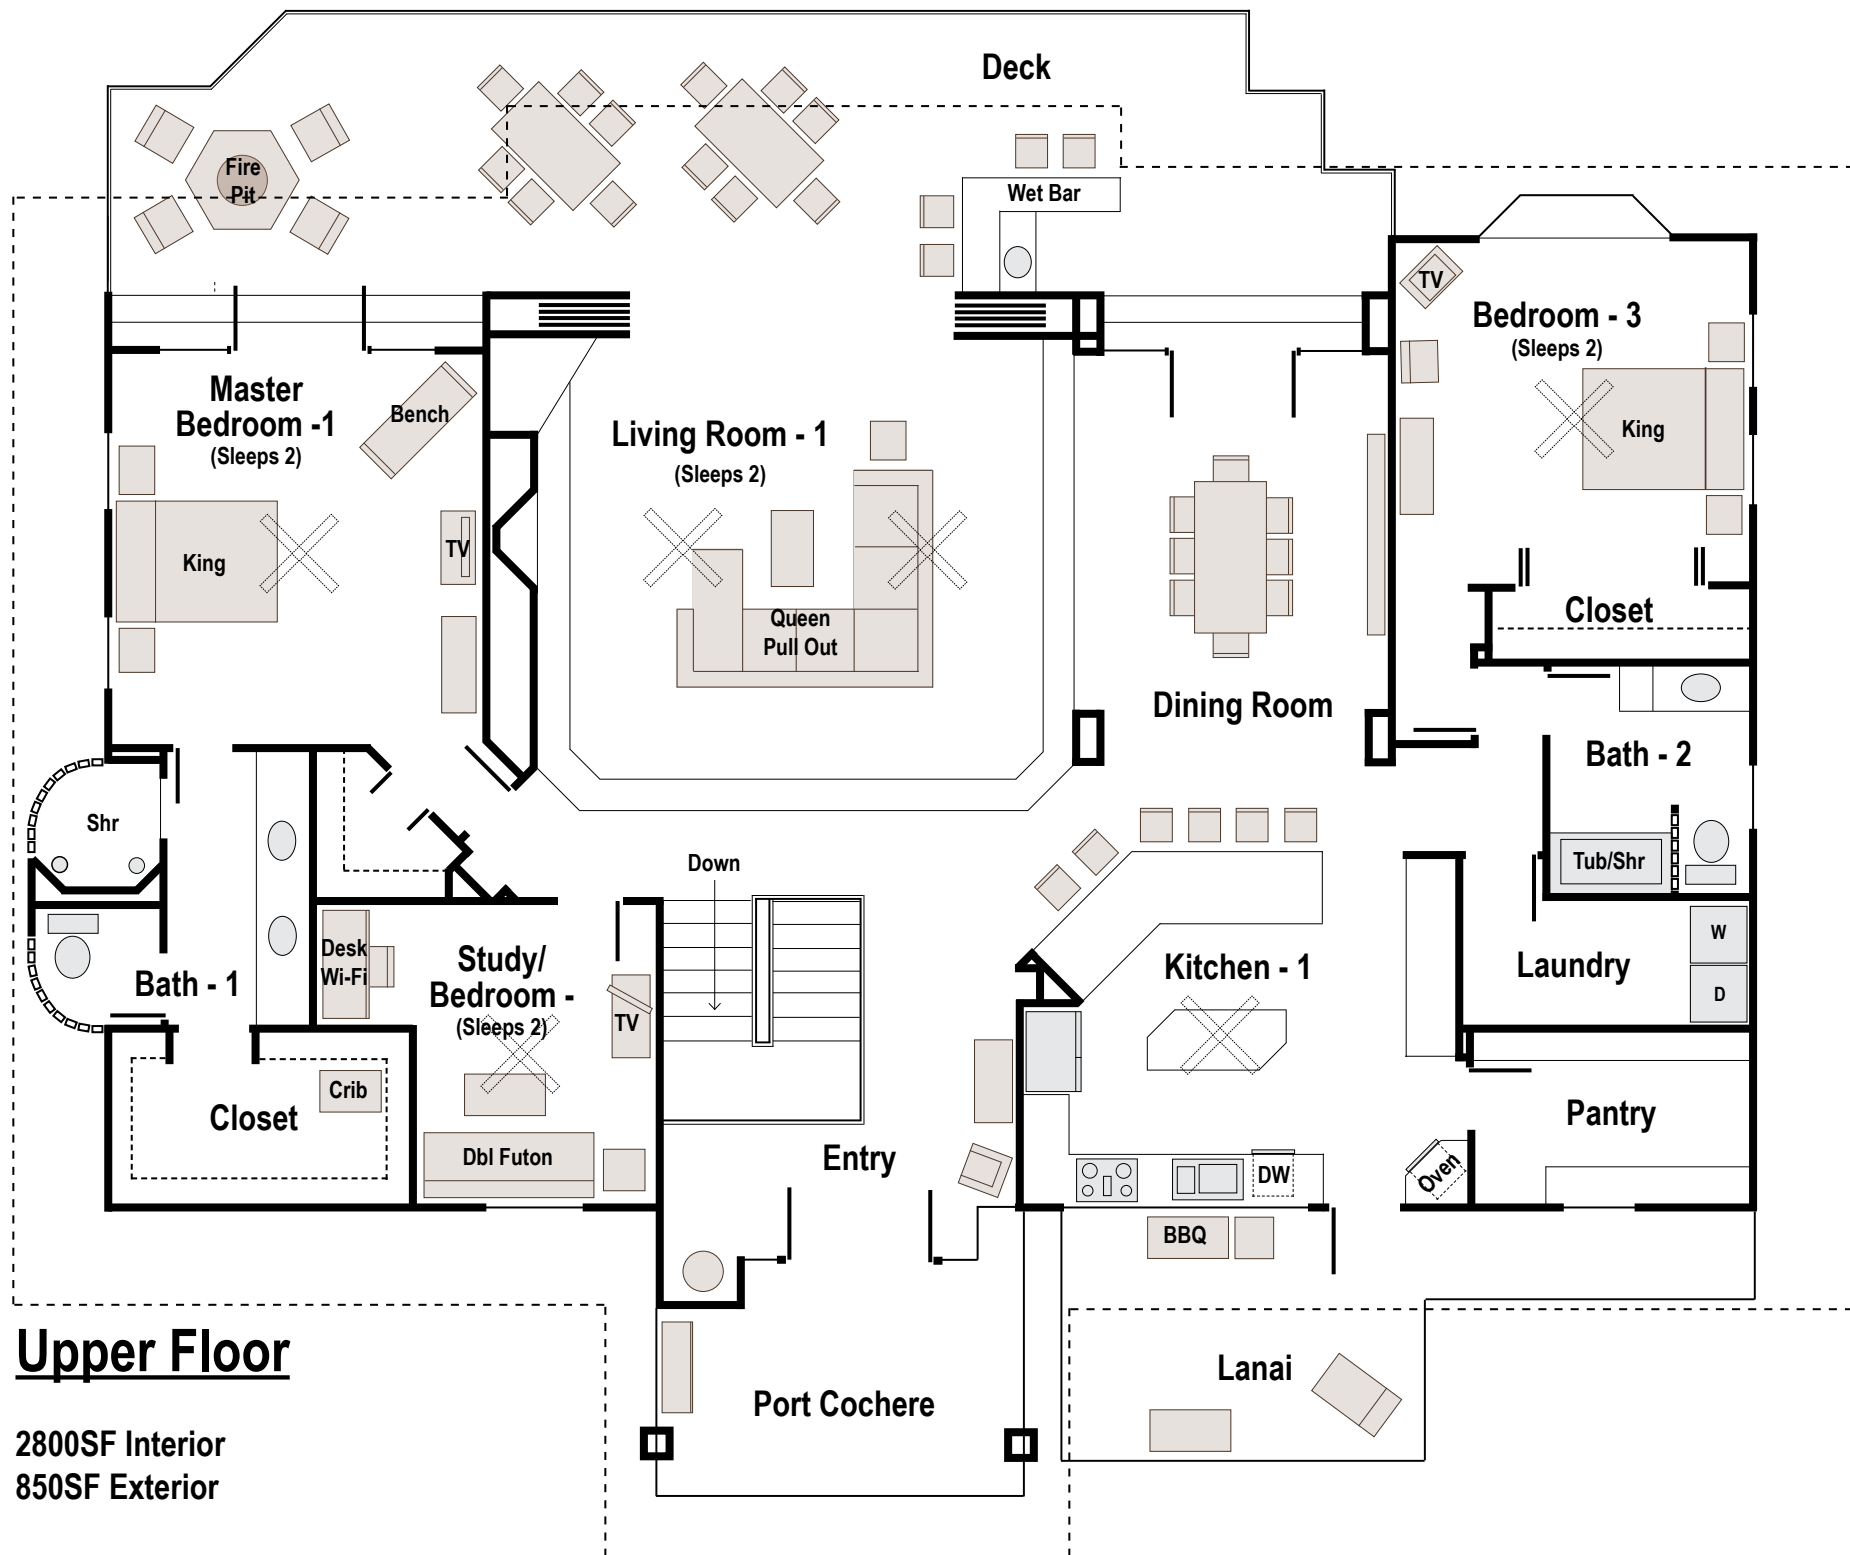 Deck
Fire
Pit
Wet Bar
TV
Bedroom - 3
(Sleeps 2)
King
Master
Bedroom -1
(Sleeps 2)
Bench
King
TV
Living Room - 1
(Sleeps 2)
Queen
Pull Out
Dining Room
Closet
Bath - 2
Tub/Shr
Shr
Down
Desk
Wi-Fi
Study/
Bedroom -
(Sleeps 2)
TV
Bath - 1
Kitchen - 1
Laundry
W
D
Crib
Closet
Dbl Futon
Entry
Pantry
Oven
DW
BBQ
Upper Floor
2800SF Interior
850SF Exterior
Port Cochere
Lanai